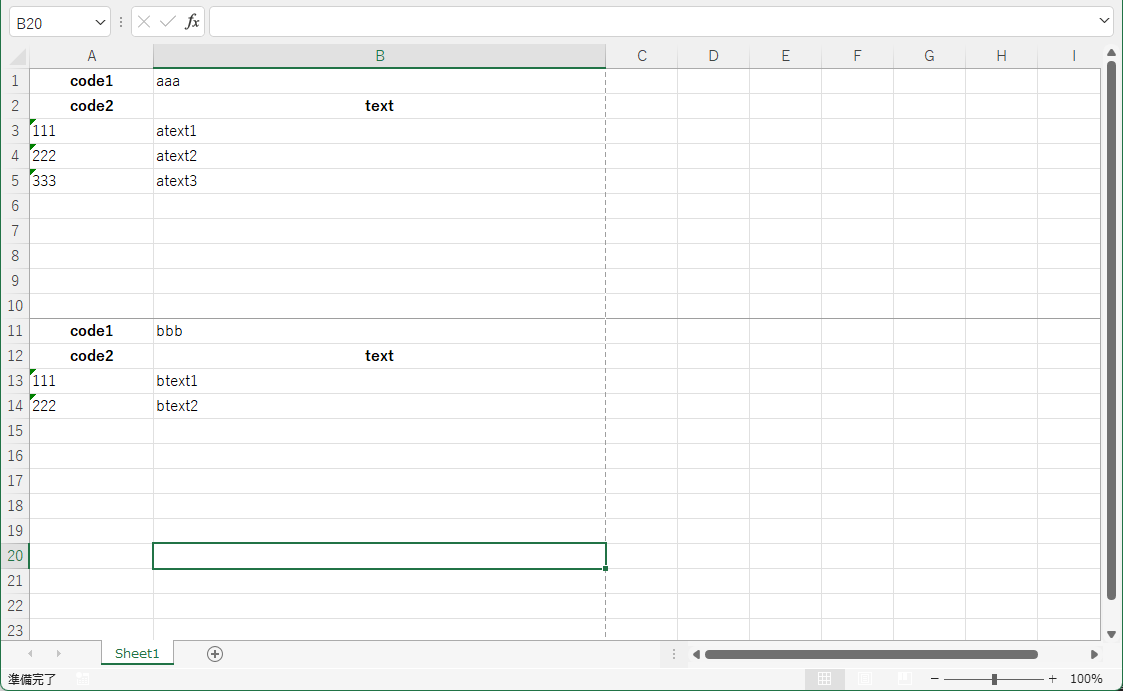 B20
fx
A B C D E F G H I
1 code1 aaa
2 code2 text
3 111 atext1
4 222 atext2
5 333 atext3
6
7
8
9
10
11 code1 bbb
12 code2 text
13 111 btext1
14 222 btext2
15
16
17
18
19
20
21
22
23
Sheet1
準備完了 100%